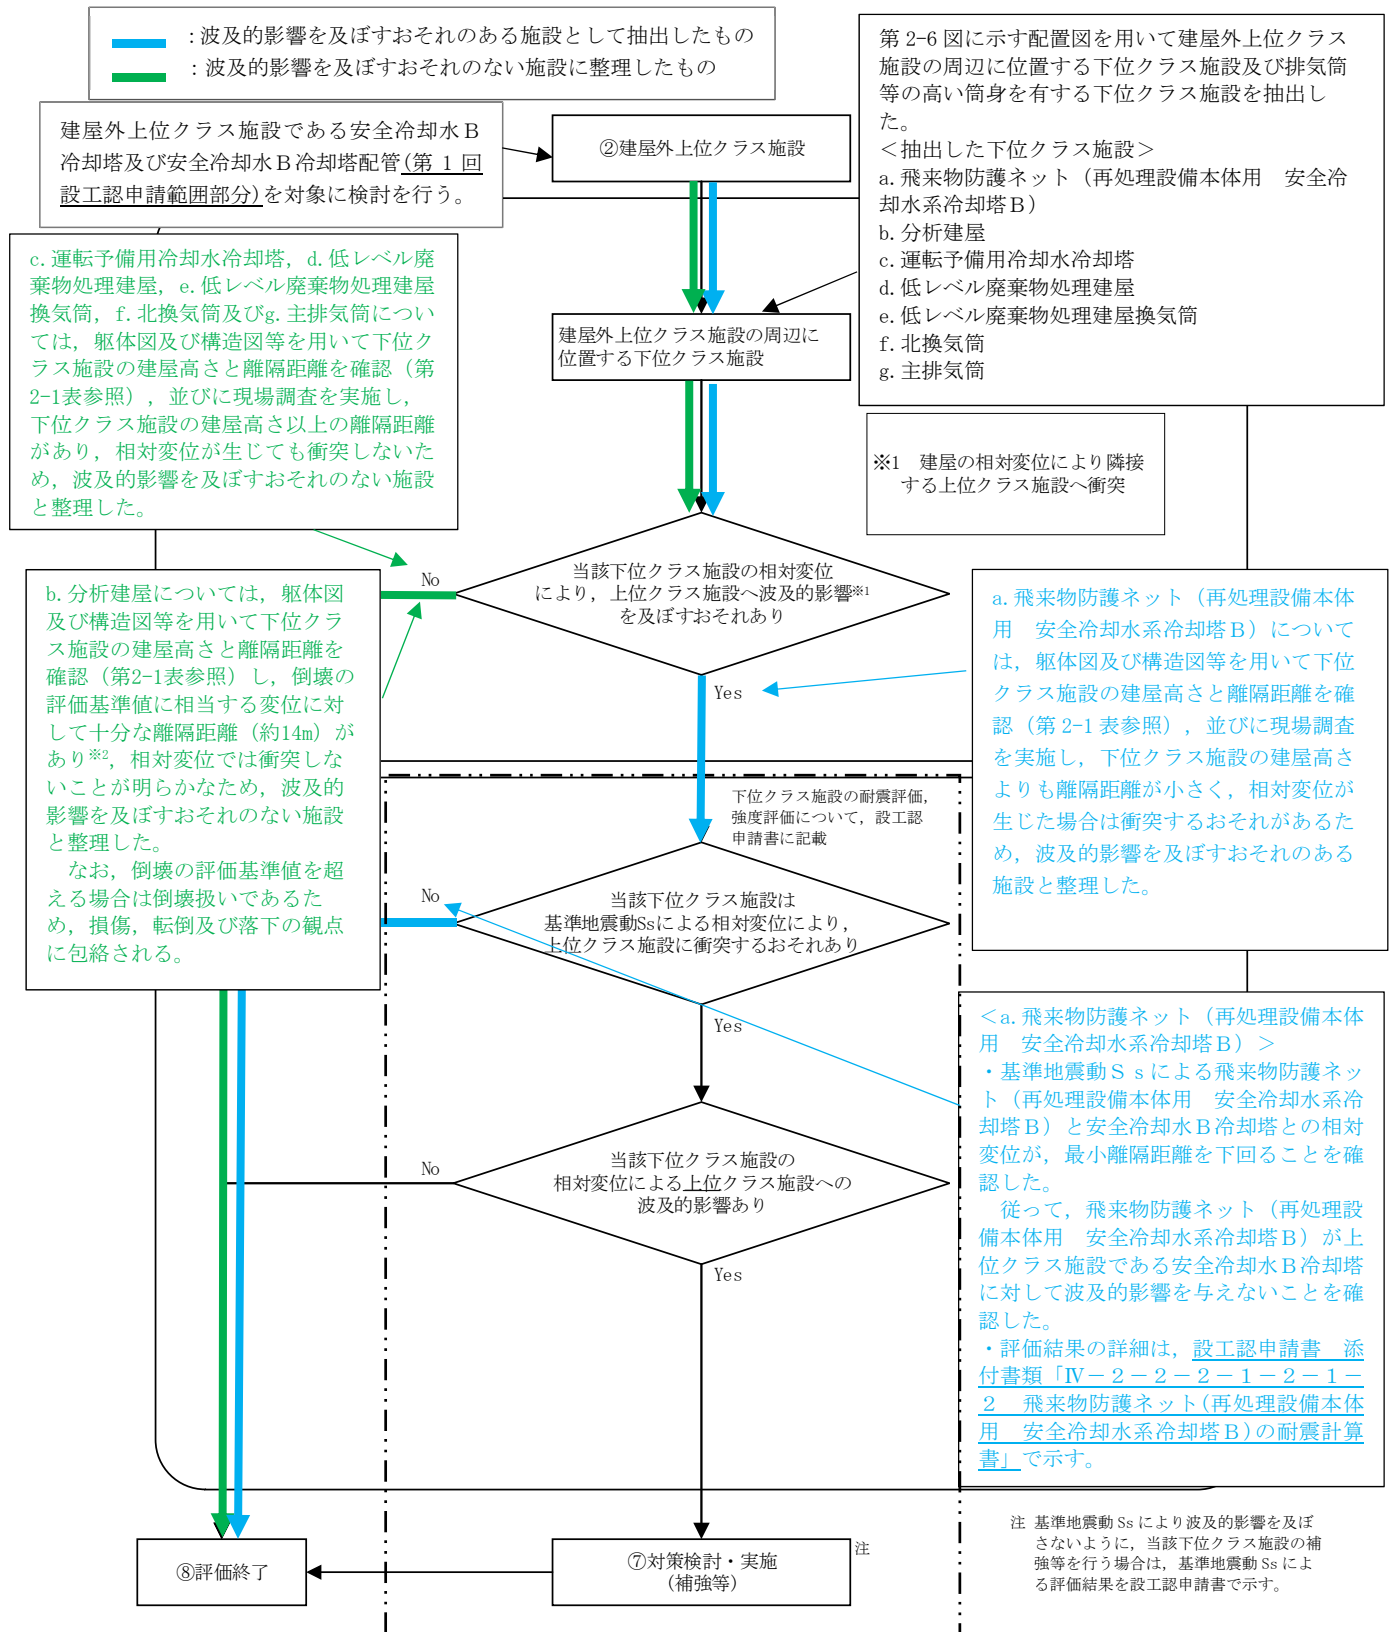 ：波及的影響を及ぼすおそれのある施設として抽出したもの
：波及的影響を及ぼすおそれのない施設に整理したもの
建屋外上位クラス施設である安全冷却水Ｂ
冷却塔及び安全冷却水Ｂ冷却塔配管(第 1 回
設工認申請範囲部分)を対象に検討を行う。
②建屋外上位クラス施設
第 2-6 図に示す配置図を用いて建屋外上位クラス
施設の周辺に位置する下位クラス施設及び排気筒
等の高い筒身を有する下位クラス施設を抽出し
た。
＜抽出した下位クラス施設＞
a. 飛来物防護ネット（再処理設備本体用　安全冷
却水系冷却塔Ｂ）
b. 分析建屋
c. 運転予備用冷却水冷却塔
d. 低レベル廃棄物処理建屋
e. 低レベル廃棄物処理建屋換気筒
f. 北換気筒
g. 主排気筒
c. 運転予備用冷却水冷却塔，d. 低レベル廃
棄物処理建屋，e. 低レベル廃棄物処理建屋
換気筒，f. 北換気筒及びg. 主排気筒につい
ては，躯体図及び構造図等を用いて下位ク
ラス施設の建屋高さと離隔距離を確認（第
2-1表参照），並びに現場調査を実施し，
下位クラス施設の建屋高さ以上の離隔距離
があり，相対変位が生じても衝突しないた
め，波及的影響を及ぼすおそれのない施設
と整理した。
建屋外上位クラス施設の周辺に
位置する下位クラス施設
※1　建屋の相対変位により隣接
する上位クラス施設へ衝突
当該下位クラス施設の相対変位
により，上位クラス施設へ波及的影響※1
を及ぼすおそれあり
No
Yes
b. 分析建屋については，躯体図
及び構造図等を用いて下位クラ
ス施設の建屋高さと離隔距離を
確認（第2-1表参照）し，倒壊の
評価基準値に相当する変位に対
して十分な離隔距離（約14m）が
あり※2，相対変位では衝突しな
いことが明らかなため，波及的
影響を及ぼすおそれのない施設
と整理した。
なお，倒壊の評価基準値を超
える場合は倒壊扱いであるた
め，損傷，転倒及び落下の観点
に包絡される。
a. 飛来物防護ネット（再処理設備本体
用　安全冷却水系冷却塔Ｂ）について
は，躯体図及び構造図等を用いて下位
クラス施設の建屋高さと離隔距離を確
認（第 2-1 表参照），並びに現場調査
を実施し，下位クラス施設の建屋高さ
よりも離隔距離が小さく，相対変位が
生じた場合は衝突するおそれがあるた
め，波及的影響を及ぼすおそれのある
施設と整理した。
下位クラス施設の耐震評価，
強度評価について，設工認
申請書に記載
当該下位クラス施設は
基準地震動Ssによる相対変位により，
上位クラス施設に衝突するおそれあり
No
Yes
＜a. 飛来物防護ネット（再処理設備本体
用　安全冷却水系冷却塔Ｂ）＞
・基準地震動Ｓｓによる飛来物防護ネッ
ト（再処理設備本体用　安全冷却水系冷
却塔Ｂ）と安全冷却水Ｂ冷却塔との相対
変位が，最小離隔距離を下回ることを確
認した。
従って，飛来物防護ネット（再処理設
備本体用　安全冷却水系冷却塔Ｂ）が上
位クラス施設である安全冷却水Ｂ冷却塔
に対して波及的影響を与えないことを確
認した。
・評価結果の詳細は，設工認申請書　添
付書類「Ⅳ－２－２－２－１－２－１－
２　飛来物防護ネット(再処理設備本体
用　安全冷却水系冷却塔Ｂ)の耐震計算
書」で示す。
当該下位クラス施設の
相対変位による上位クラス施設への
波及的影響あり
No
Yes
⑧評価終了
⑦対策検討・実施
（補強等）
注
注 基準地震動 Ss により波及的影響を及ぼ
さないように，当該下位クラス施設の補
強等を行う場合は，基準地震動 Ss によ
る評価結果を設工認申請書で示す。